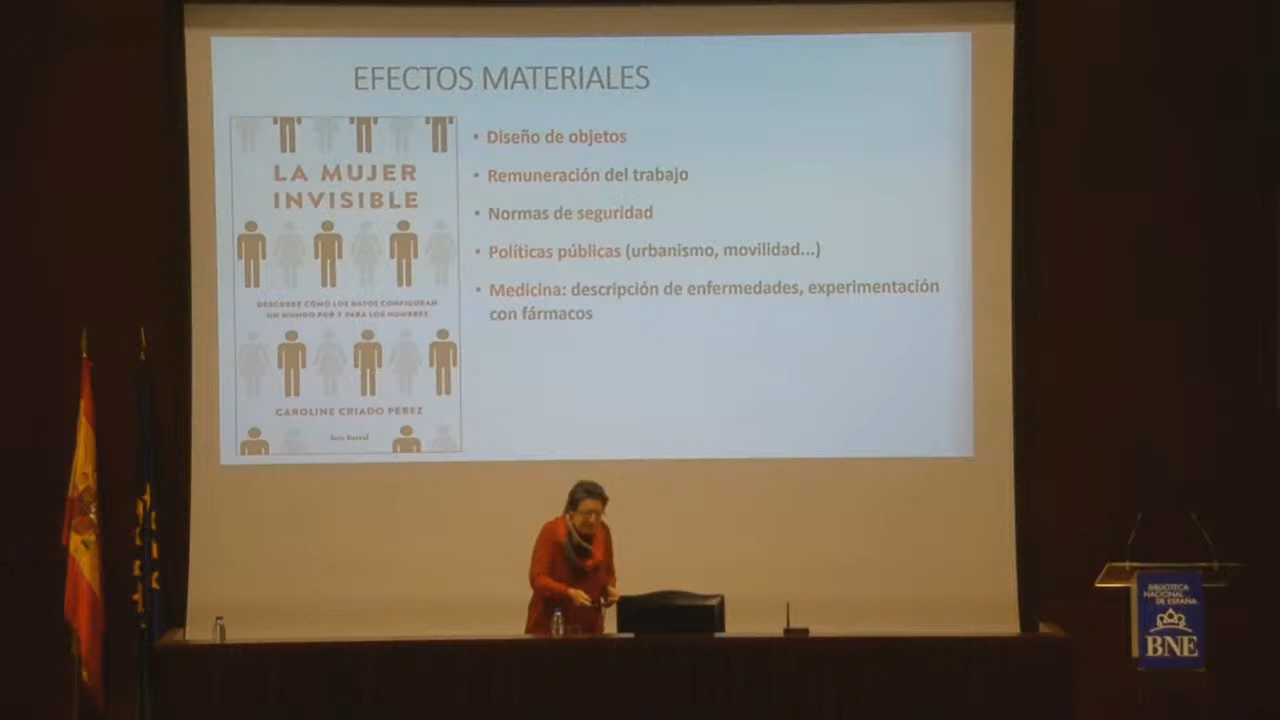 EFECTOS MATERIALES
LA MUJER
INVISIBLE
DESCUBRE CÓMO LOS DATOS CONFIGURAN
UN MUNDO POR Y PARA LOS HOMBRES
CAROLINE CRIADO PEREZ
Seix Barral
• Diseño de objetos
• Remuneración del trabajo
• Normas de seguridad
• Políticas públicas (urbanismo, movilidad...)
• Medicina: descripción de enfermedades, experimentación
con fármacos
BIBLIOTECA
NACIONAL
DE ESPAÑA
BNE